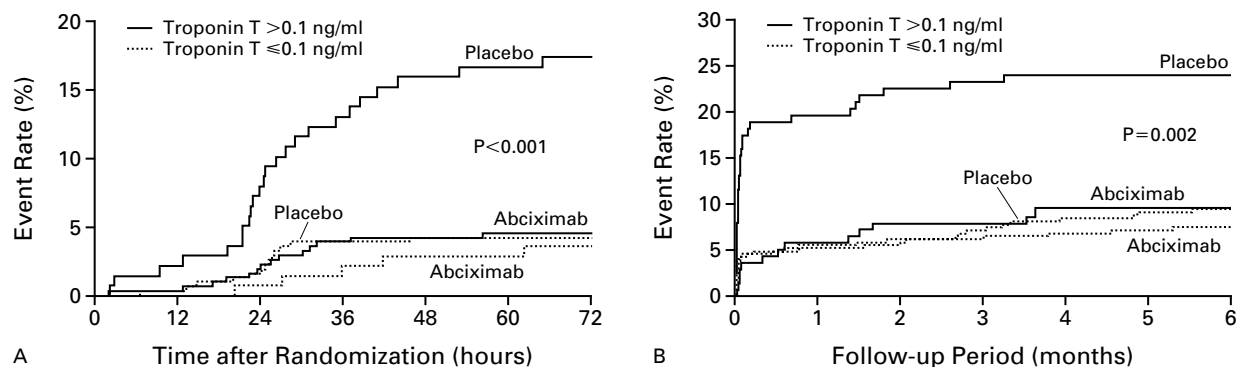 20
15
10
5
0
Event Rate (%)
Troponin T >0.1 ng/ml
Troponin T ⩽0.1 ng/ml
Placebo
P<0.001
Placebo
Abciximab
Abciximab
0 12 24 36 48 60 72
A
Time after Randomization (hours)
30
25
20
15
10
5
0
Event Rate (%)
Troponin T >0.1 ng/ml
Troponin T ⩽0.1 ng/ml
Placebo
P=0.002
Placebo
Abciximab
Abciximab
0 1 2 3 4 5 6
B
Follow-up Period (months)